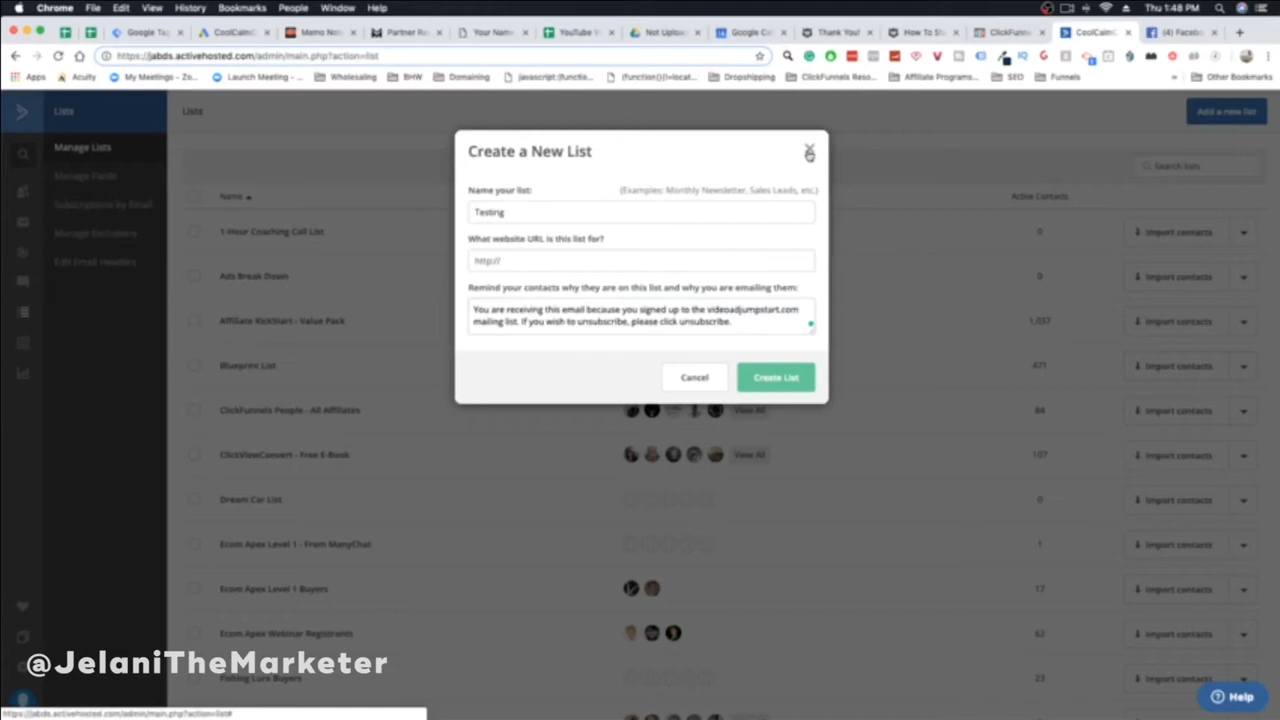 Chrome File Edit View History Bookmarks People Window Help Thu 1:48 PM
Google Tag
CoolCalmC
Memo Note
Partner Re
Your Name
YouTube V
Not Upload
Google Co
Thank You!
How To St
ClickFunne
CoolCalmC
(4) Facebo
https://jabds.activehosted.com/admin/main.php?action=list
Apps Acuity My Meetings - Zo... Launch Meeting -... Wholesaling BHW Domaining javascript:(functio... (function(){t=locat... Dropshipping ClickFunnels Reso... Affiliate Programs... SEO Funnels » Other Bookmarks
Lists
Manage Lists
Manage Fields
Subscriptions by Email
Manage Exclusions
Edit Email Headers
Lists
Add a new list
Search lists
Name Active Contacts
1-Hour Coaching Call List 0 Import contacts
Ads Break Down 0 Import contacts
Affiliate KickStart - Value Pack 1,037 Import contacts
Blueprint List 471 Import contacts
ClickFunnels People - All Affiliates View All 84 Import contacts
ClickViewConvert - Free E-Book View All 107 Import contacts
Dream Car List 0 Import contacts
Ecom Apex Level 1 - From ManyChat 1 Import contacts
Ecom Apex Level 1 Buyers 17 Import contacts
Ecom Apex Webinar Registrants 62 Import contacts
Fishing Lure Buyers 23 Import contacts
Create a New List
Name your list: (Examples: Monthly Newsletter, Sales Leads, etc.)
Testing
What website URL is this list for?
http://
Remind your contacts why they are on this list and why you are emailing them:
You are receiving this email because you signed up to the videoadjumpstart.com
mailing list. If you wish to unsubscribe, please click unsubscribe.
Cancel Create List
@JelaniTheMarketer
https://jabds.activehosted.com/admin/main.php?action=list#
Help